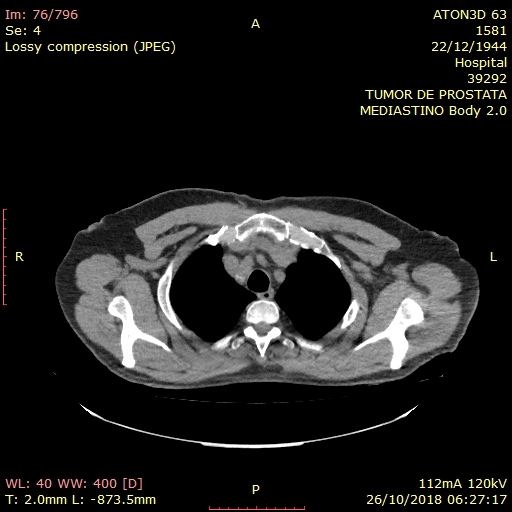 Im: 76/796
Se: 4
Lossy compression (JPEG)
A
ATON3D 63
1581
22/12/1944
Hospital
39292
TUMOR DE PROSTATA
MEDIASTINO Body 2.0
R
L
WL: 40 WW: 400 [D]
T: 2.0mm L: -873.5mm
P
112mA 120kV
26/10/2018 06:27:17